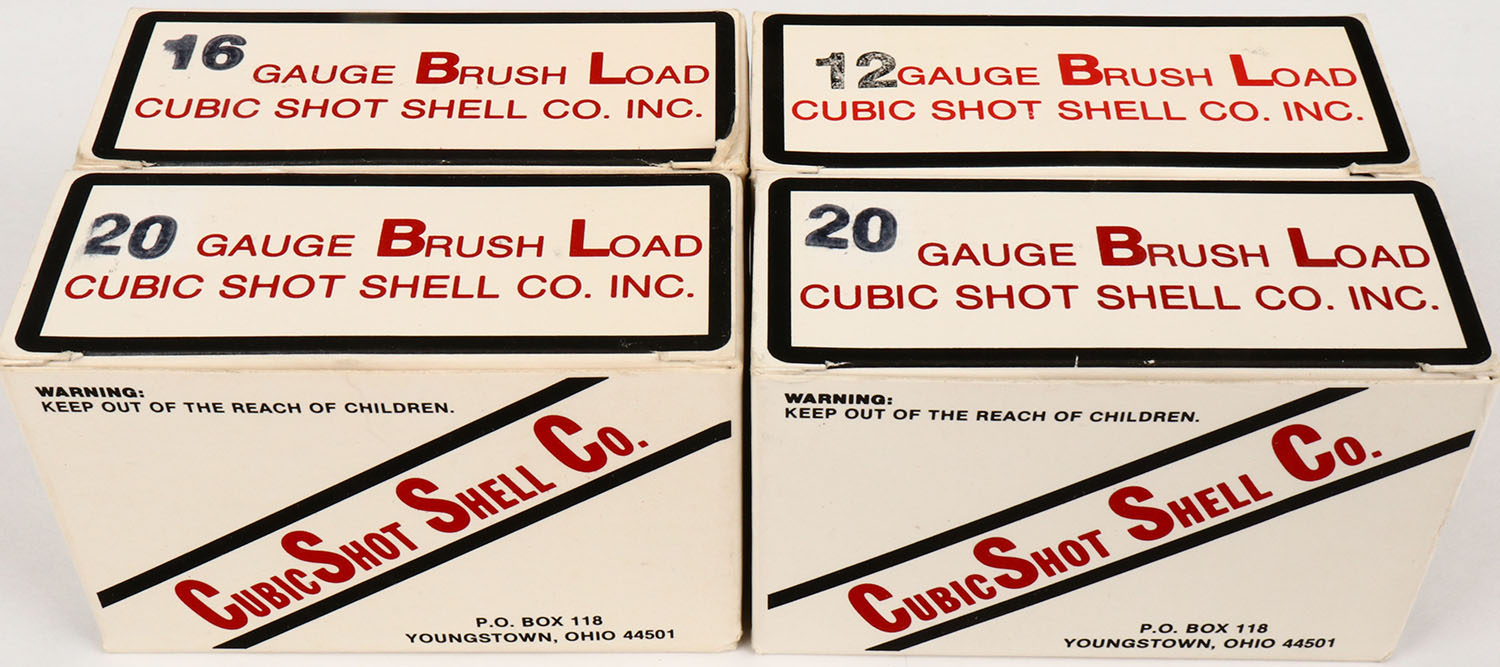 16 GAUGE BRUSH LOAD
CUBIC SHOT SHELL CO. INC.
12 GAUGE BRUSH LOAD
CUBIC SHOT SHELL CO. INC.
20 GAUGE BRUSH LOAD
CUBIC SHOT SHELL CO. INC.
WARNING:
KEEP OUT OF THE REACH OF CHILDREN.
CUBIC SHOT SHELL CO.
P.O. BOX 118
YOUNGSTOWN, OHIO 44501
20 GAUGE BRUSH LOAD
CUBIC SHOT SHELL CO. INC.
WARNING:
KEEP OUT OF THE REACH OF CHILDREN.
CUBIC SHOT SHELL CO.
P.O. BOX 118
YOUNGSTOWN, OHIO 44501